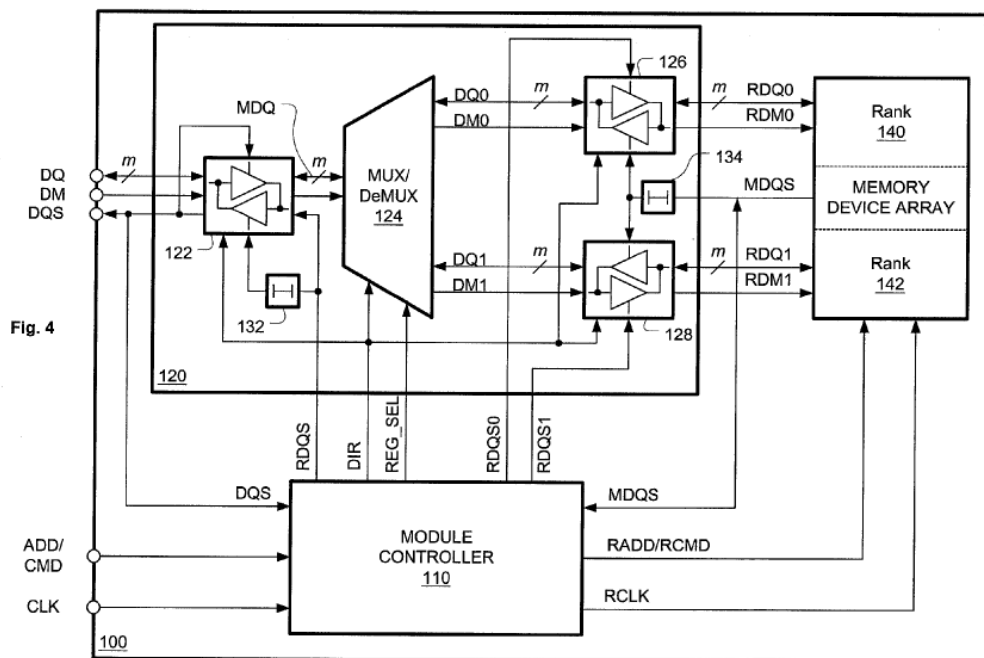 126
MDQ
DQ0
m
m
RDQ0
DM0
RDM0
Rank
140
134
m
m
MUX/
DeMUX
124
DQ
DM
DQS
MDQS
MEMORY
DEVICE ARRAY
122
DQ1
m
m
RDQ1
DM1
RDM1
Rank
142
132
128
Fig. 4
120
RDQS
DIR
REG_SEL
RDQS0
RDQS1
DQS
MDQS
ADD/
CMD
MODULE
CONTROLLER
110
RADD/RCMD
CLK
RCLK
100